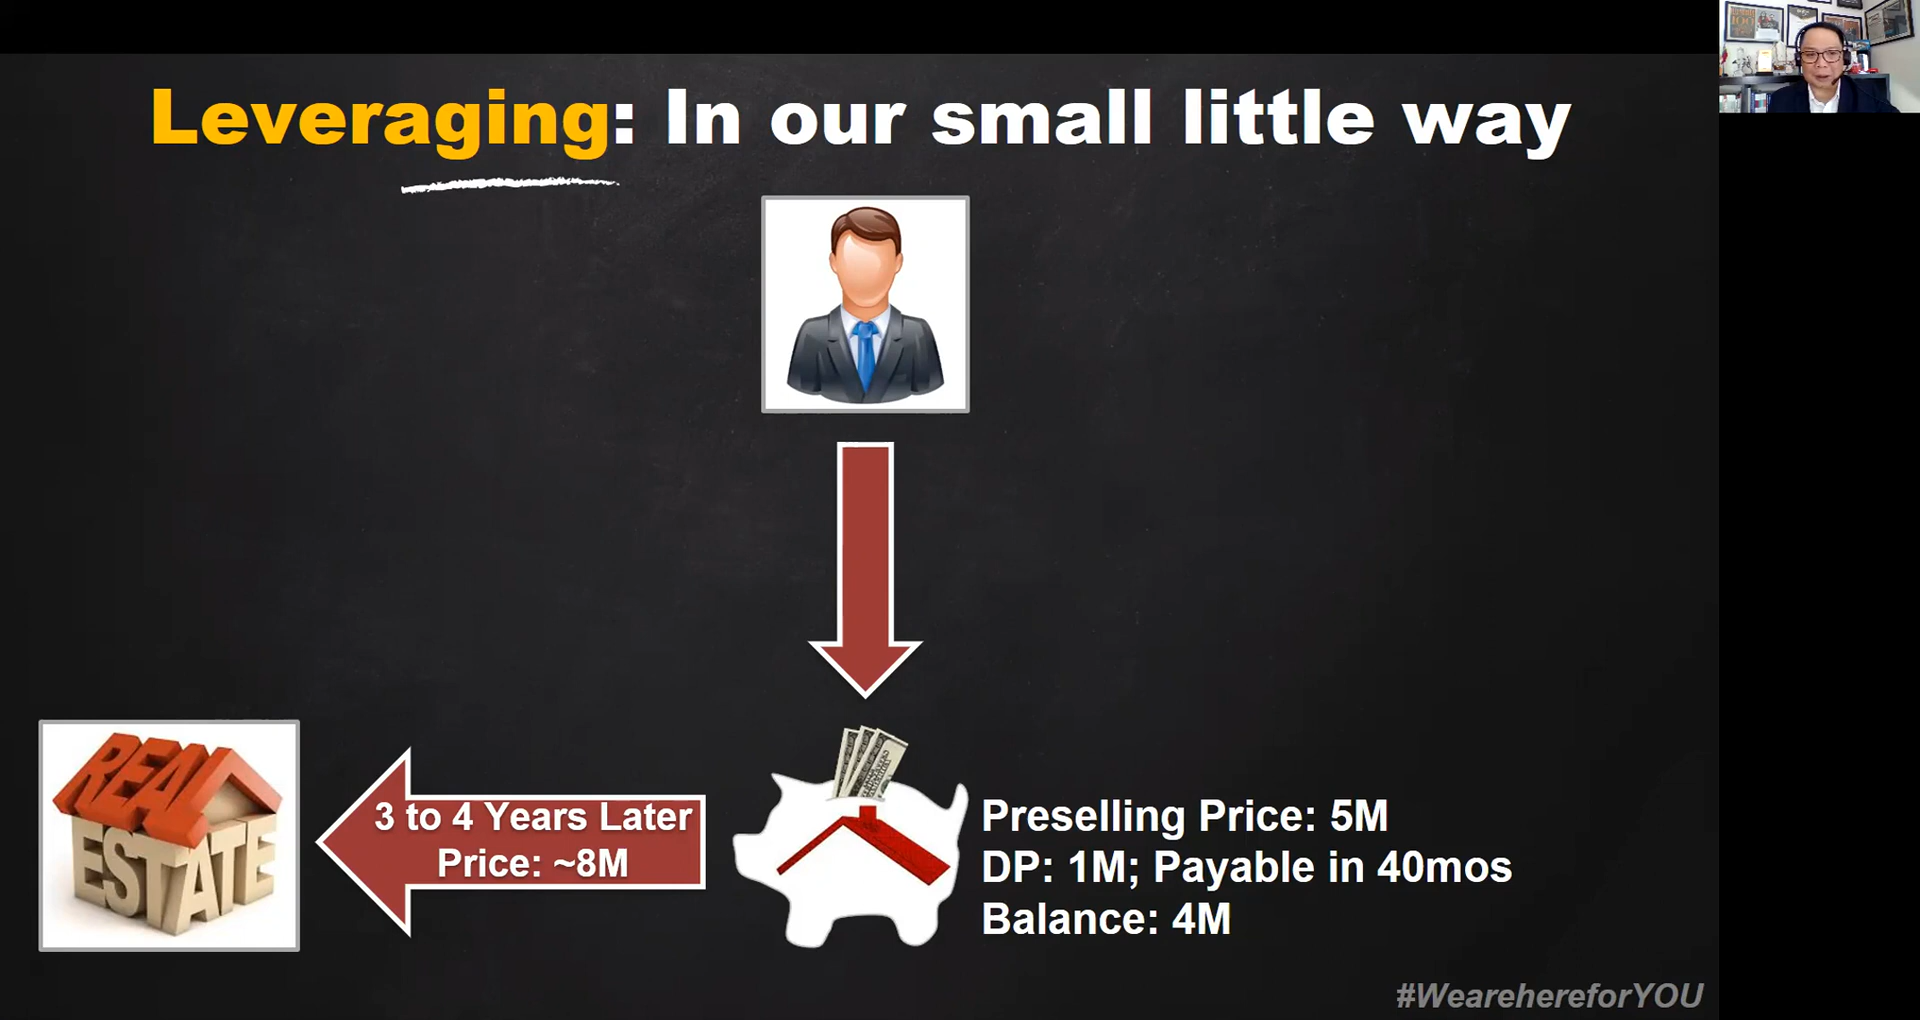 Leveraging: In our small little way
REAL
ESTATE
3 to 4 Years Later
Price: ~8M
Preselling Price: 5M
DP: 1M; Payable in 40mos
Balance: 4M
#WearehereforYOU